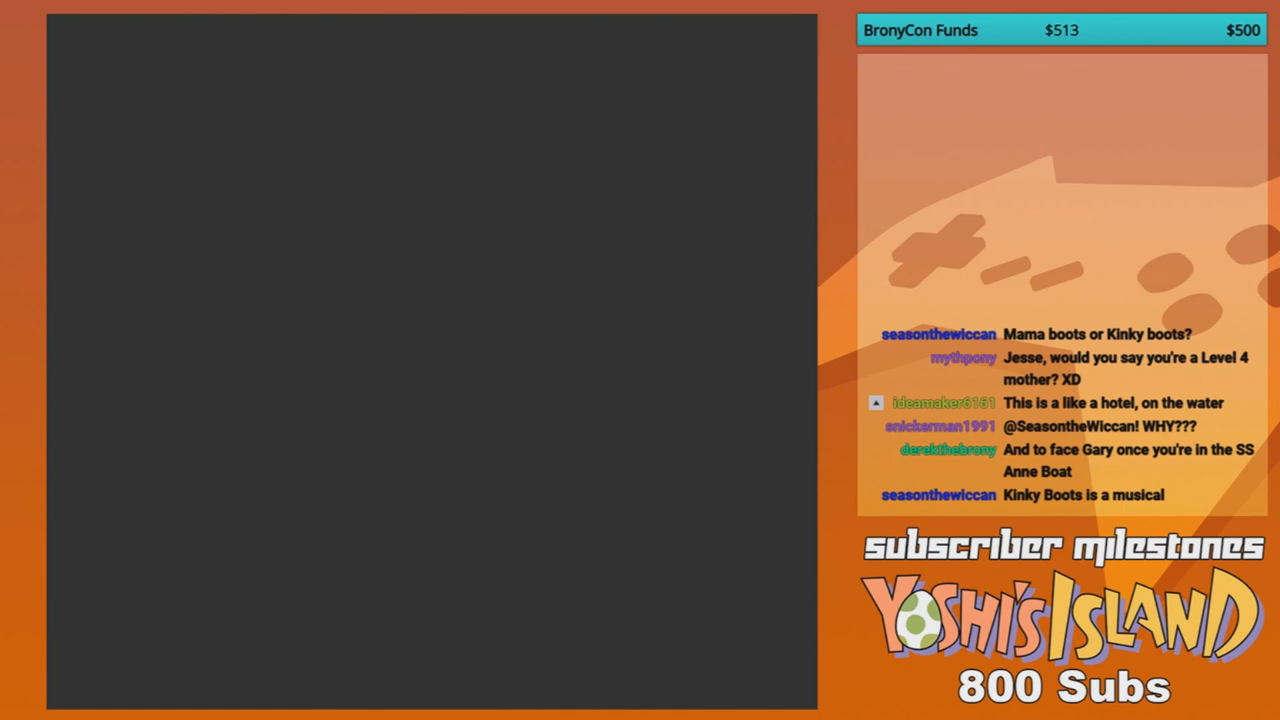 BronyCon Funds $513 $500
seasonthewiccan Mama boots or Kinky boots?
mythpony Jesse, would you say you're a Level 4
mother? XD
ideamaker6161 This is a like a hotel, on the water
snickerman1991 @SeasontheWiccan! WHY???
derekthebrony And to face Gary once you're in the SS
Anne Boat
seasonthewiccan Kinky Boots is a musical
subscriber milestones
YOSHI'S ISLAND
800 Subs